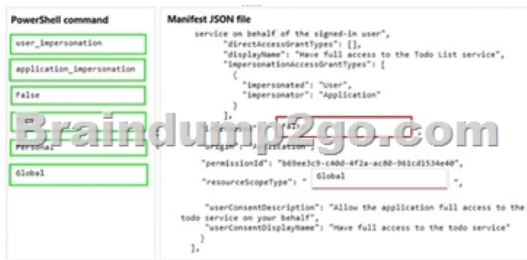 PowerShell command
Manifest JSON file
user_impersonation
application_impersonation
False
Personal
Global
service on behalf of the signed-in user",
"directAccessGrantTypes": [],
"displayName": "Have full access to the Todo List service",
"impersonationAccessGrantTypes": [
{
"impersonated": "User",
"impersonator": "Application"
}
],
Braindump2go.com
"origin": "Application",
"permissionId": "b69ee3c9-c40d-4f2a-ac80-961cd1534e40",
"resourceScopeType": " Global ",
"userConsentDescription": "Allow the application full access to the
todo service on your behalf",
"userConsentDisplayName": "Have full access to the todo service"
}
],